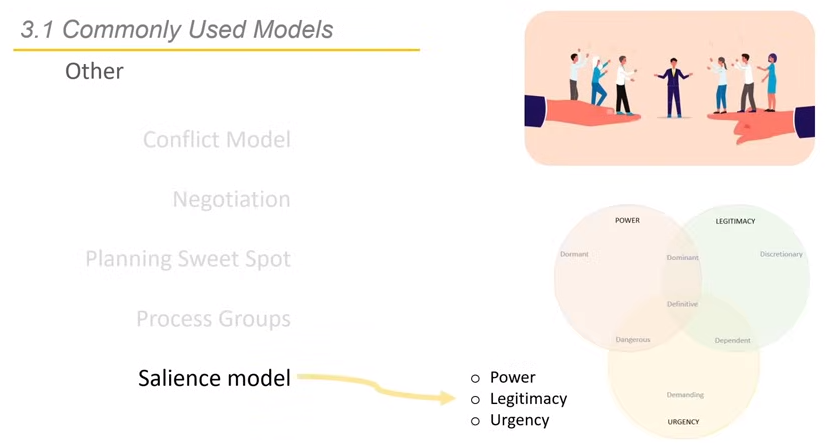 3.1 Commonly Used Models
Other
Conflict Model
Negotiation
Planning Sweet Spot
Process Groups
Salience model
o Power
o Legitimacy
o Urgency
POWER
LEGITIMACY
Dormant
Dominant
Discretionary
Definitive
Dangerous
Dependent
Demanding
URGENCY